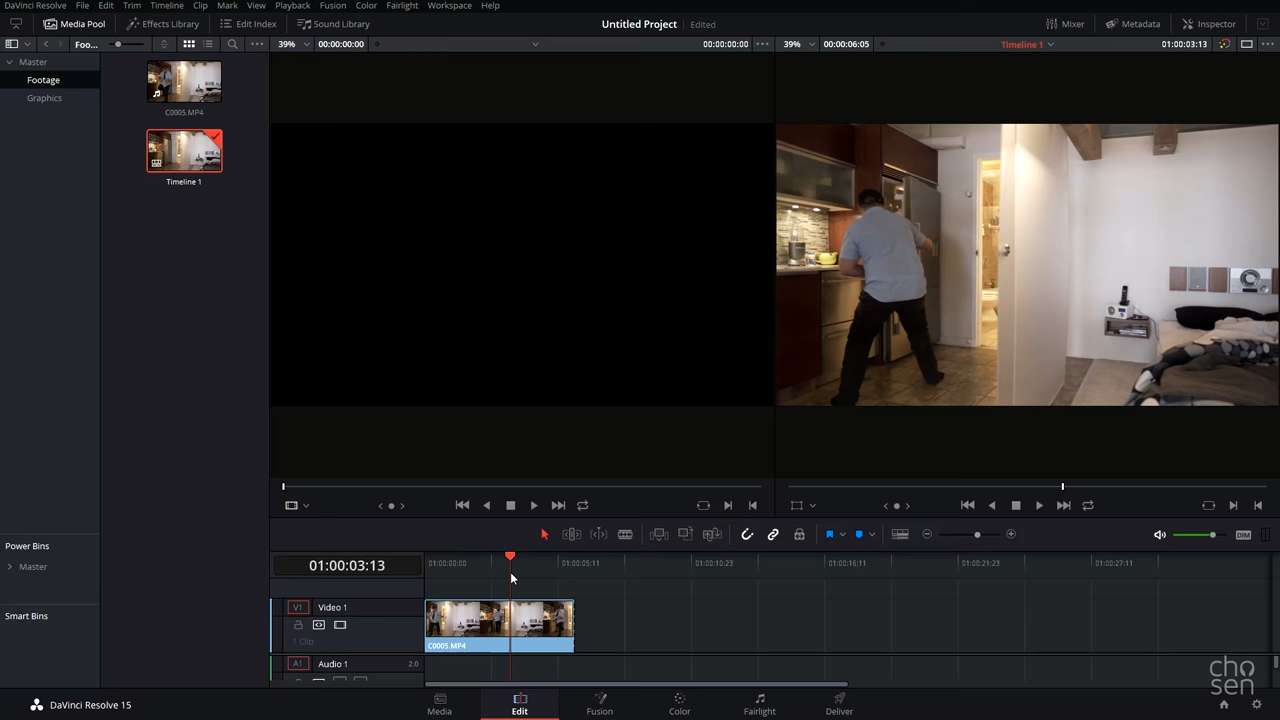 DaVinci Resolve File Edit Trim Timeline Clip Mark View Playback Fusion Color Fairlight Workspace Help
Media Pool Effects Library Edit Index Sound Library Untitled Project Edited Mixer Metadata Inspector
Foo... 39% 00:00:00:00 00:00:00:00 39% 00:00:06:05 Timeline 1 01:00:03:13
Master
Footage
Graphics
C0005.MP4
Timeline 1
Power Bins
Master
Smart Bins
DIM
01:00:03:13
01:00:00:00 01:00:05:11 01:00:10:23 01:00:16:11 01:00:21:23 01:00:27:11
V1 Video 1
1 Clip
C0005.MP4
A1 Audio 1 2.0
chosen
DaVinci Resolve 15
Media Edit Fusion Color Fairlight Deliver